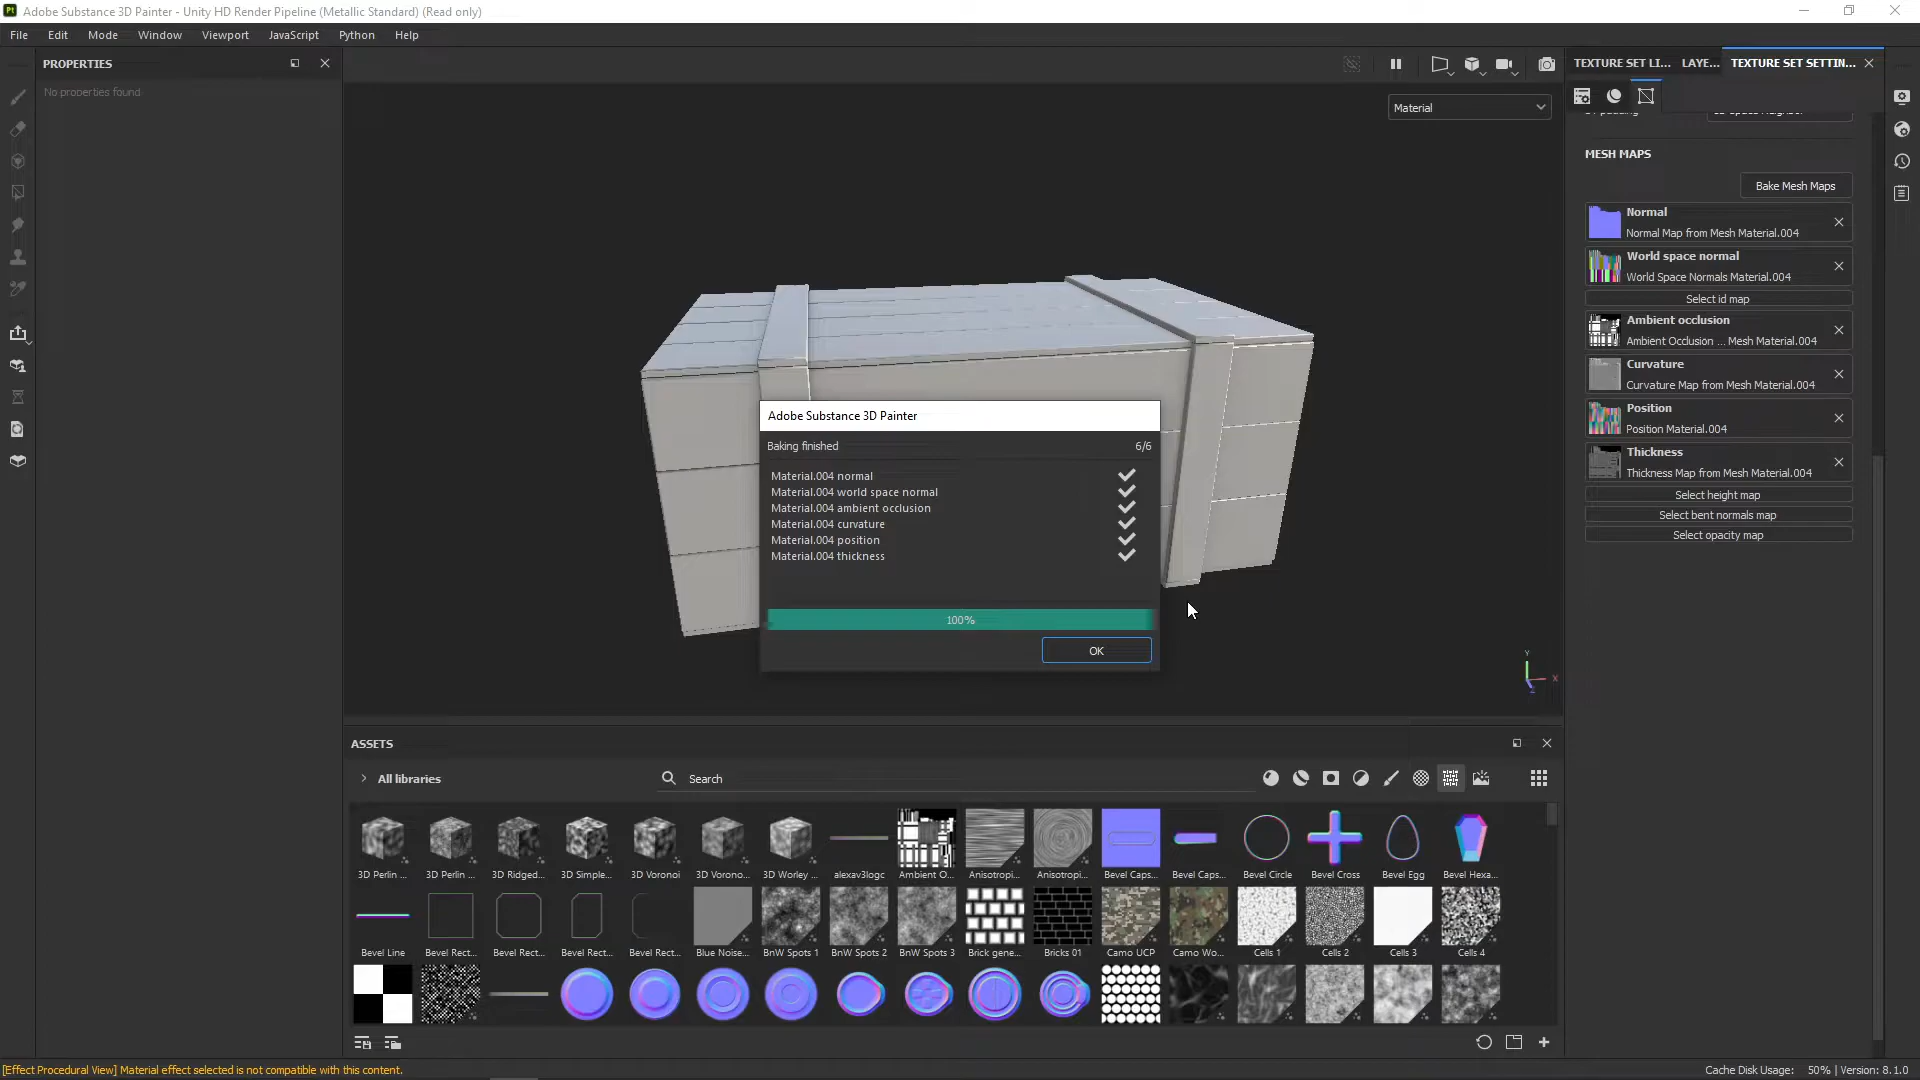 Adobe Substance 3D Painter - Unity HD Render Pipeline (Metallic Standard) (Read only)
File Edit Mode Window Viewport JavaScript Python Help
PROPERTIES
No properties found
Material
TEXTURE SET LI... LAYE... TEXTURE SET SETTIN...
MESH MAPS
Bake Mesh Maps
Normal
Normal Map from Mesh Material.004
World space normal
World Space Normals Material.004
Select id map
Ambient occlusion
Ambient Occlusion ... Mesh Material.004
Curvature
Curvature Map from Mesh Material.004
Position
Position Material.004
Thickness
Thickness Map from Mesh Material.004
Select height map
Select bent normals map
Select opacity map
Adobe Substance 3D Painter
Baking finished 6/6
Material.004 normal
Material.004 world space normal
Material.004 ambient occlusion
Material.004 curvature
Material.004 position
Material.004 thickness
100%
OK
Y
X
Z
ASSETS
All libraries
Search
3D Perlin ... 3D Perlin ... 3D Ridged... 3D Simple... 3D Voronoi 3D Vorono... 3D Worley ... alexav3logc Ambient O... Anisotropi... Anisotropi... Bevel Caps... Bevel Caps... Bevel Circle Bevel Cross Bevel Egg Bevel Hexa...
Bevel Line Bevel Rect... Bevel Rect... Bevel Rect... Bevel Rect... Blue Noise... BnW Spots 1 BnW Spots 2 BnW Spots 3 Brick gene... Bricks 01 Camo UCP Camo Wo... Cells 1 Cells 2 Cells 3 Cells 4
[Effect Procedural View] Material effect selected is not compatible with this content.
Cache Disk Usage: 50% | Version: 8.1.0